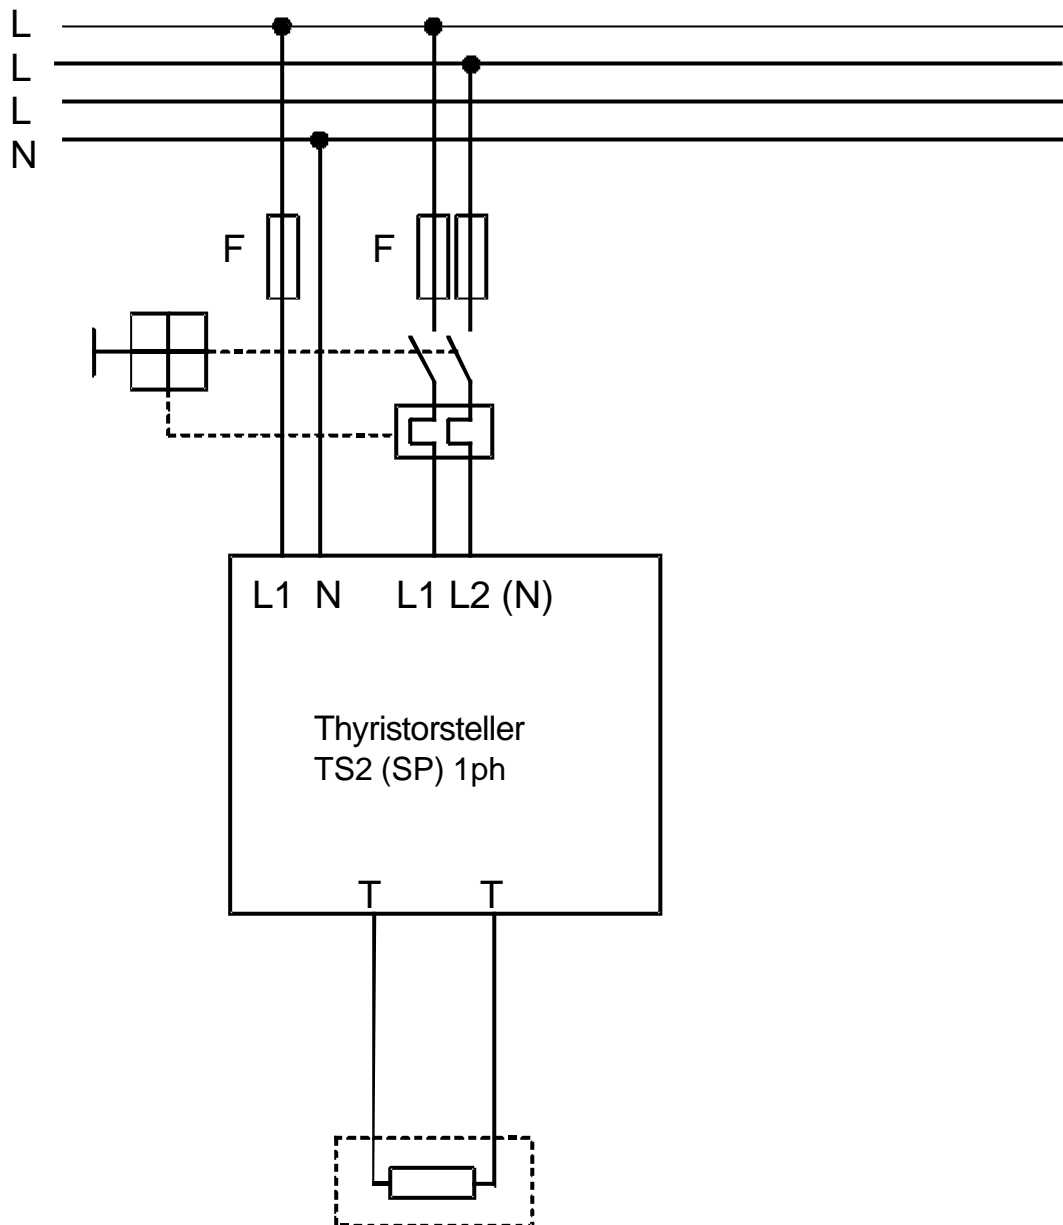 L
L
L
N
F F
L1 N L1 L2 (N)
Thyristorsteller
TS2 (SP) 1ph
T T